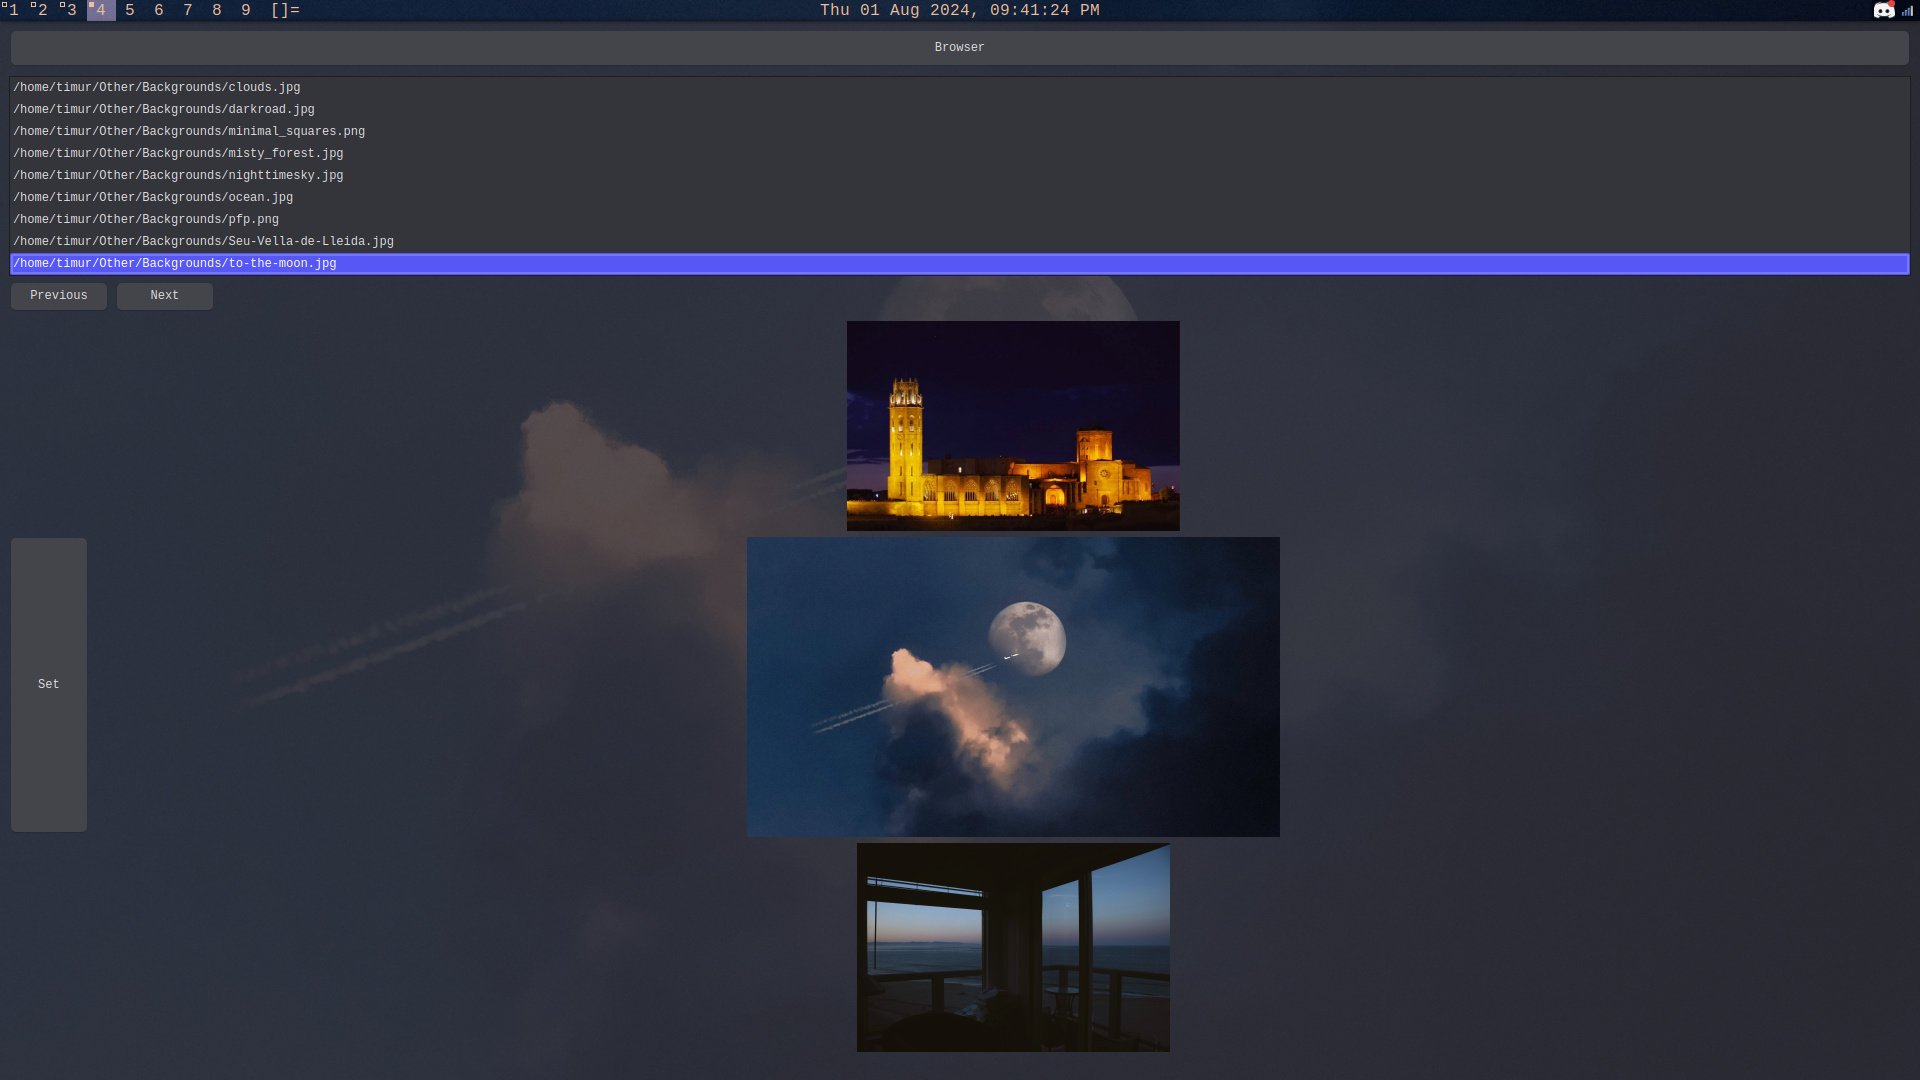 1 2 3 4 5 6 7 8 9 []= Thu 01 Aug 2024, 09:41:24 PM
Browser
/home/timur/Other/Backgrounds/clouds.jpg
/home/timur/Other/Backgrounds/darkroad.jpg
/home/timur/Other/Backgrounds/minimal_squares.png
/home/timur/Other/Backgrounds/misty_forest.jpg
/home/timur/Other/Backgrounds/nighttimesky.jpg
/home/timur/Other/Backgrounds/ocean.jpg
/home/timur/Other/Backgrounds/pfp.png
/home/timur/Other/Backgrounds/Seu-Vella-de-Lleida.jpg
/home/timur/Other/Backgrounds/to-the-moon.jpg
Previous Next
Set